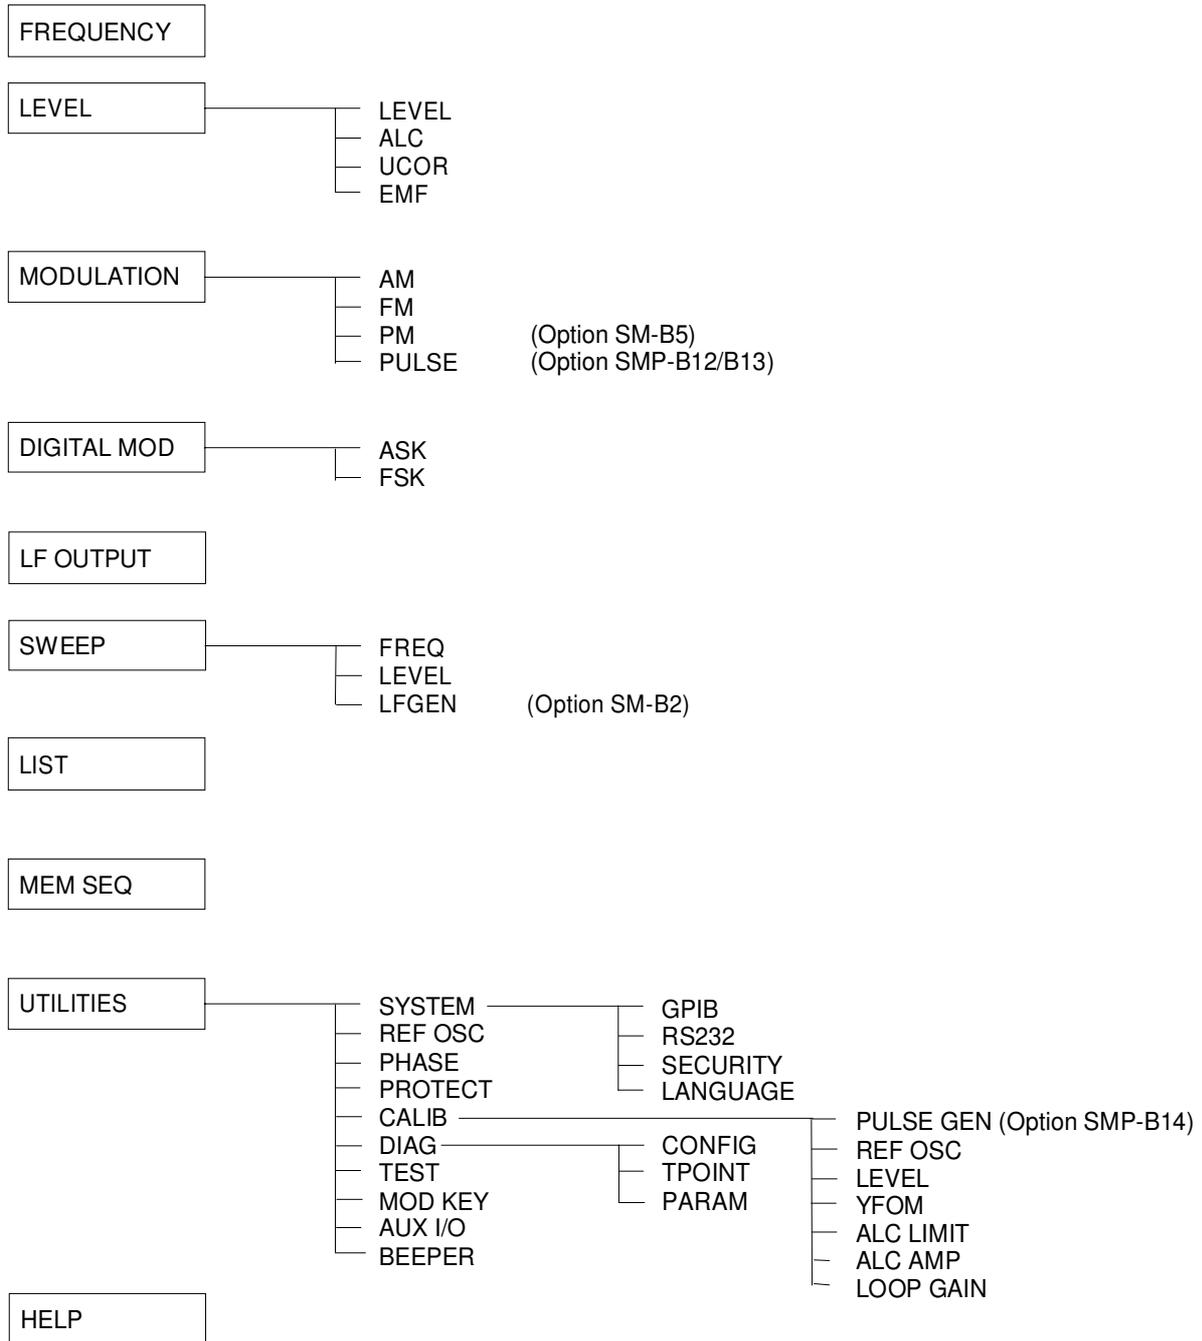 FREQUENCY
LEVEL
LEVEL
ALC
UCOR
EMF
MODULATION
AM
FM
PM (Option SM-B5)
PULSE (Option SMP-B12/B13)
DIGITAL MOD
ASK
FSK
LF OUTPUT
SWEEP
FREQ
LEVEL
LFGEN (Option SM-B2)
LIST
MEM SEQ
UTILITIES
SYSTEM
REF OSC
PHASE
PROTECT
CALIB
DIAG
TEST
MOD KEY
AUX I/O
BEEPER
GPIB
RS232
SECURITY
LANGUAGE
CONFIG
TPOINT
PARAM
PULSE GEN (Option SMP-B14)
REF OSC
LEVEL
YFOM
ALC LIMIT
ALC AMP
LOOP GAIN
HELP